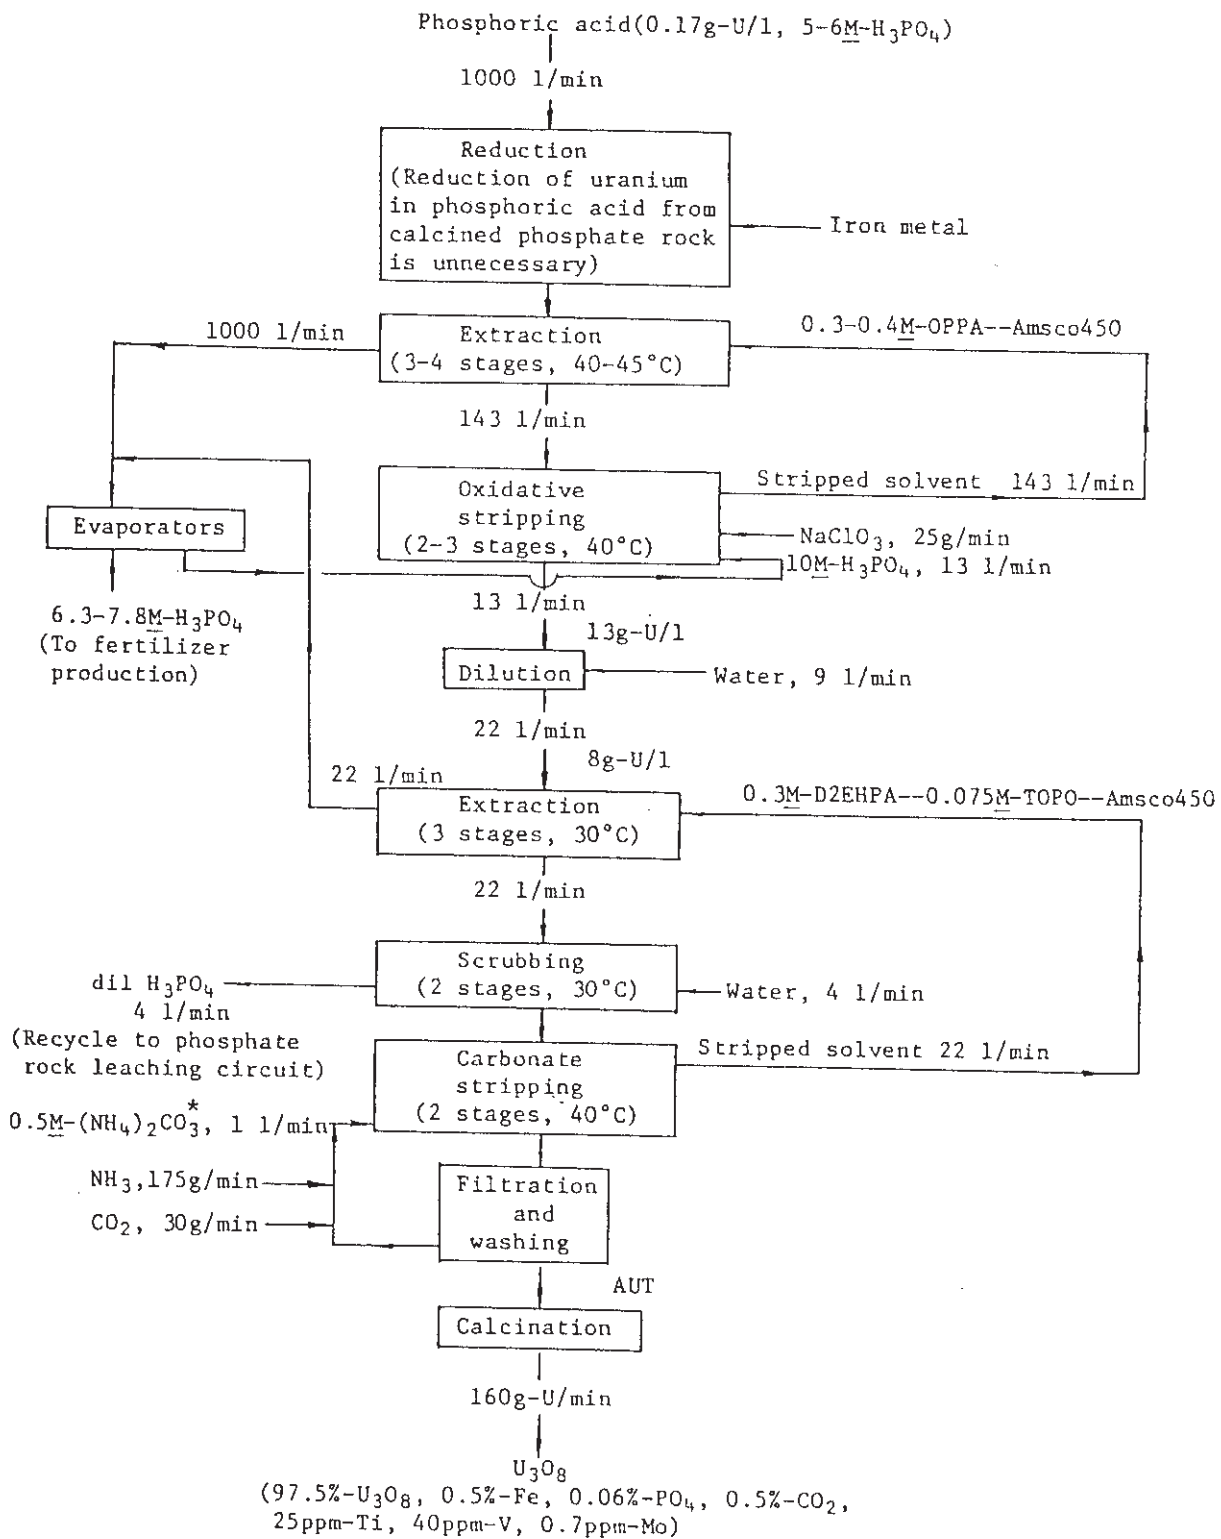 Phosphoric acid(0.17g-U/l, 5-6M-H₃PO₄)
1000 l/min
Reduction
(Reduction of uranium
in phosphoric acid from
calcined phosphate rock
is unnecessary)
Iron metal
1000 l/min
Extraction
(3-4 stages, 40-45°C)
0.3-0.4M-OPPA--Amsco450
143 l/min
Oxidative
stripping
(2-3 stages, 40°C)
Stripped solvent 143 l/min
NaClO₃, 25g/min
10M-H₃PO₄, 13 l/min
Evaporators
6.3-7.8M-H₃PO₄
(To fertilizer
production)
13 l/min
13g-U/l
Dilution
Water, 9 l/min
22 l/min
8g-U/l
22 l/min
Extraction
(3 stages, 30°C)
0.3M-D2EHPA--0.075M-TOPO--Amsco450
22 l/min
Scrubbing
(2 stages, 30°C)
Water, 4 l/min
dil H₃PO₄
4 l/min
(Recycle to phosphate
rock leaching circuit)
Carbonate
stripping
(2 stages, 40°C)
Stripped solvent 22 l/min
0.5M-(NH₄)₂CO₃*, 1 l/min
NH₃,175g/min
CO₂, 30g/min
Filtration
and
washing
AUT
Calcination
160g-U/min
U₃O₈
(97.5%-U₃O₈, 0.5%-Fe, 0.06%-PO₄, 0.5%-CO₂,
25ppm-Ti, 40ppm-V, 0.7ppm-Mo)